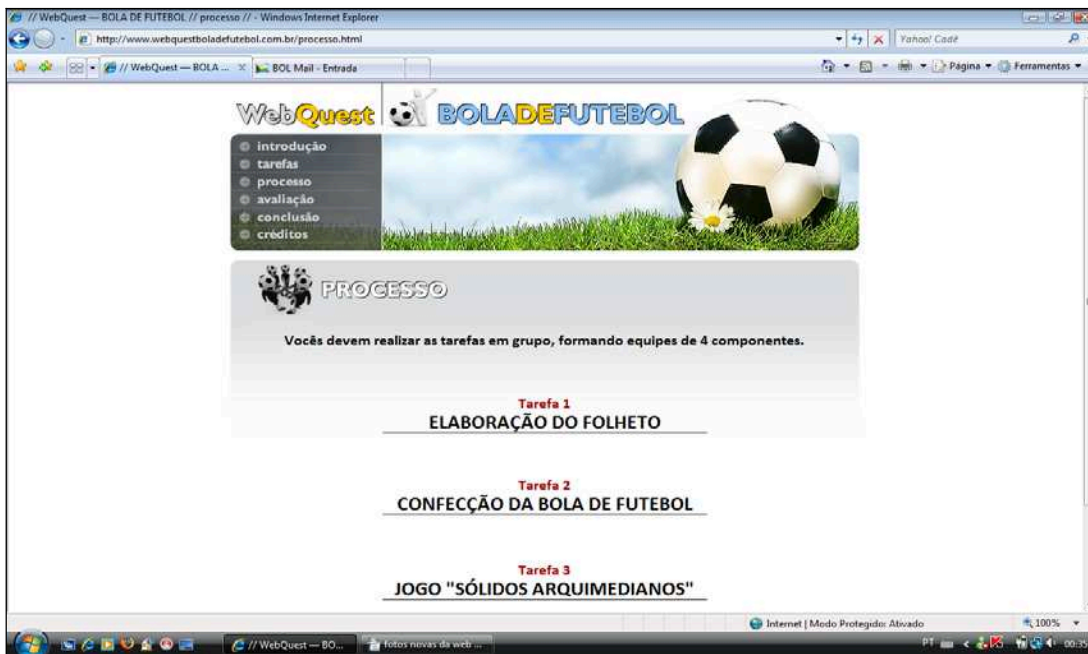 // WebQuest — BOLA DE FUTEBOL // processo // - Windows Internet Explorer
http://www.webquestboladefutebol.com.br/processo.html
Yahoo! Cadê
// WebQuest — BOLA ...
BOL Mail - Entrada
Página
Ferramentas
WebQuest BOLADEFUTEBOL
introdução
tarefas
processo
avaliação
conclusão
créditos
PROCESSO
Vocês devem realizar as tarefas em grupo, formando equipes de 4 componentes.
Tarefa 1
ELABORAÇÃO DO FOLHETO
Tarefa 2
CONFECÇÃO DA BOLA DE FUTEBOL
Tarefa 3
JOGO "SÓLIDOS ARQUIMEDIANOS"
Internet | Modo Protegido: Ativado
100%
// WebQuest — BO...
fotos novas da web ...
PT
00:35